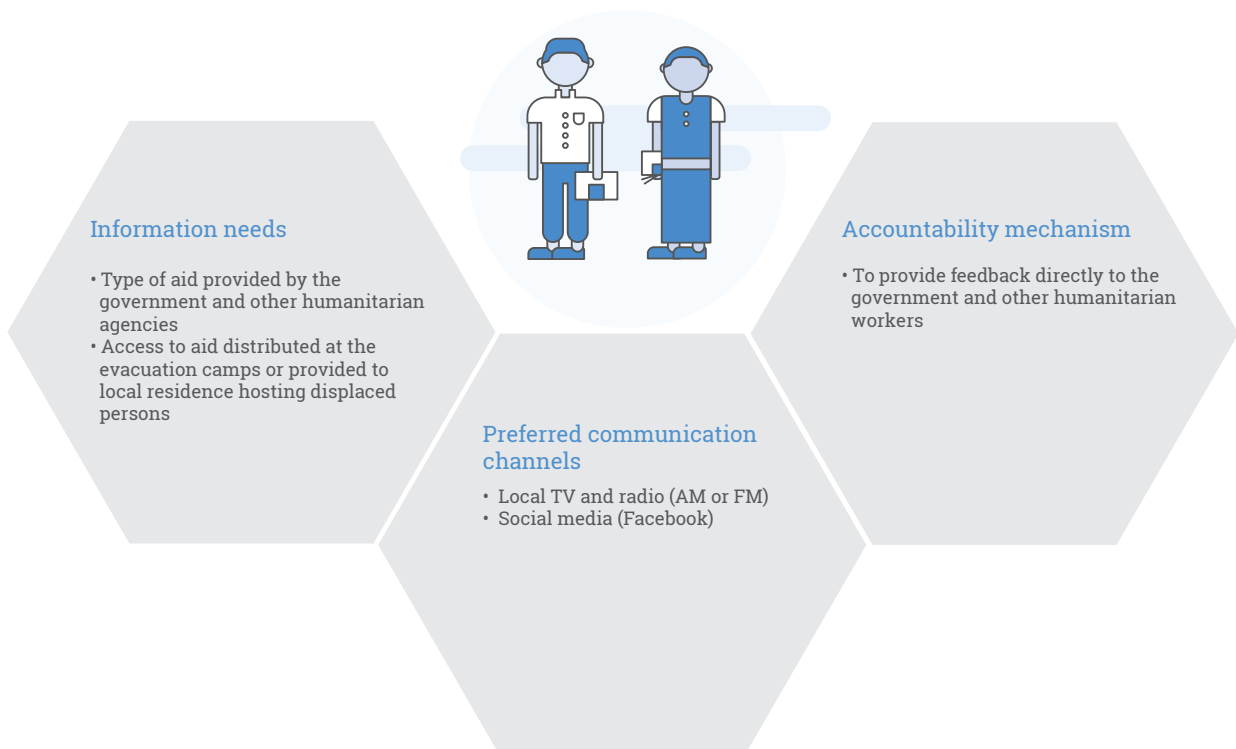 Information needs
• Type of aid provided by the
government and other humanitarian
agencies
• Access to aid distributed at the
evacuation camps or provided to
local residence hosting displaced
persons
Preferred communication
channels
• Local TV and radio (AM or FM)
• Social media (Facebook)
Accountability mechanism
• To provide feedback directly to the
government and other humanitarian
workers